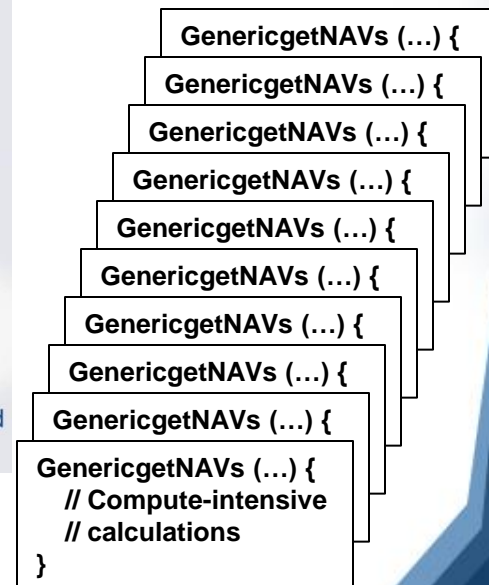 GenericgetNAVs (…) {
GenericgetNAVs (…) {
GenericgetNAVs (…) {
GenericgetNAVs (…) {
GenericgetNAVs (…) {
GenericgetNAVs (…) {
GenericgetNAVs (…) {
GenericgetNAVs (…) {
GenericgetNAVs (…) {
GenericgetNAVs (…) {
// Compute-intensive
// calculations
}